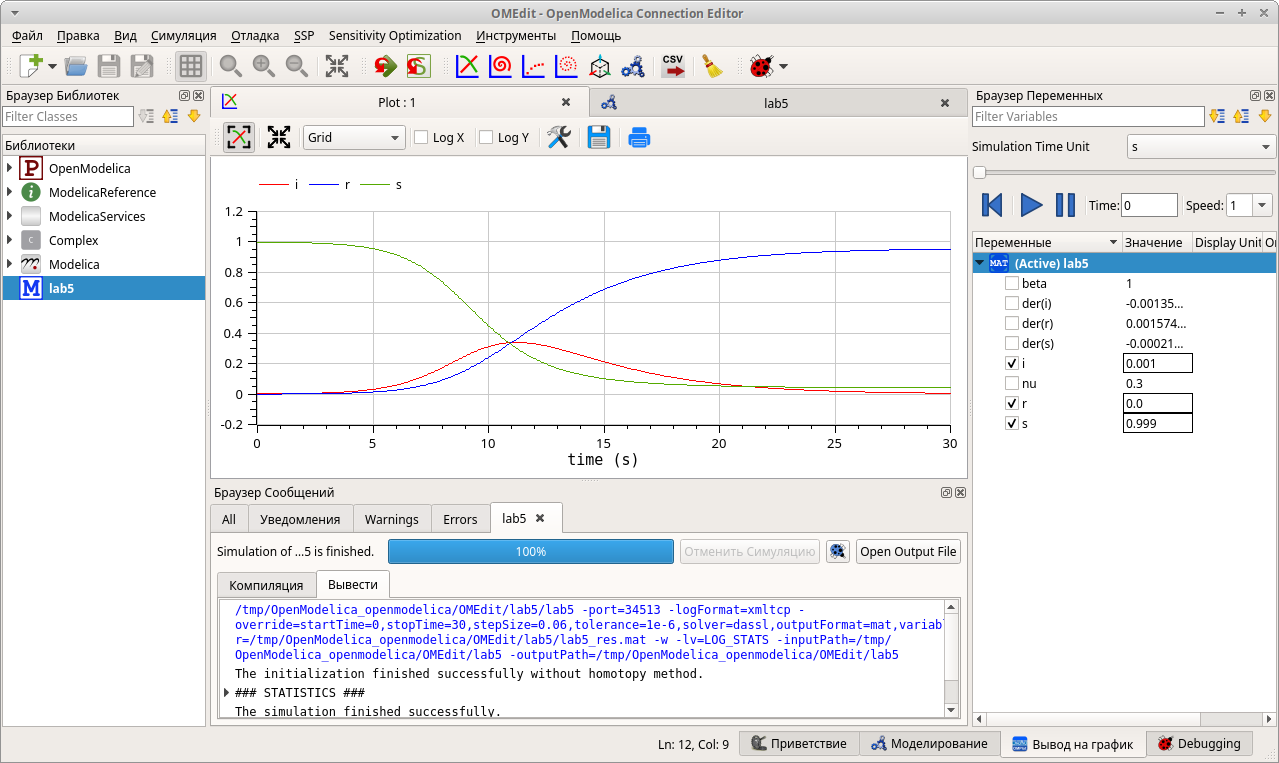 OMEdit - OpenModelica Connection Editor
Файл Правка Вид Симуляция Отладка SSP Sensitivity Optimization Инструменты Помощь
CSV
Браузер Библиотек
Filter Classes
Библиотеки
P OpenModelica
i ModelicaReference
ModelicaServices
C Complex
Modelica
M lab5
Plot : 1
lab5
Grid Log X Log Y
i r s
1.2
1
0.8
0.6
0.4
0.2
0
-0.2
0 5 10 15 20 25 30
time (s)
Браузер Сообщений
All Уведомления Warnings Errors lab5
Simulation of ...5 is finished. 100% Отменить Симуляцию Open Output File
Компиляция Вывести
/tmp/OpenModelica_openmodelica/OMEdit/lab5/lab5 -port=34513 -logFormat=xmltcp -
override=startTime=0,stopTime=30,stepSize=0.06,tolerance=1e-6,solver=dassl,outputFormat=mat,variab
r=/tmp/OpenModelica_openmodelica/OMEdit/lab5/lab5_res.mat -w -lv=LOG_STATS -inputPath=/tmp/
OpenModelica_openmodelica/OMEdit/lab5 -outputPath=/tmp/OpenModelica_openmodelica/OMEdit/lab5
The initialization finished successfully without homotopy method.
### STATISTICS ###
The simulation finished successfully.
Браузер Переменных
Filter Variables
Simulation Time Unit s
Time: 0 Speed: 1
Переменные Значение Display Unit
MAT (Active) lab5
beta 1
der(i) -0.00135...
der(r) 0.001574...
der(s) -0.00021...
i 0.001
nu 0.3
r 0.0
s 0.999
Ln: 12, Col: 9 Приветствие Моделирование Вывод на график Debugging